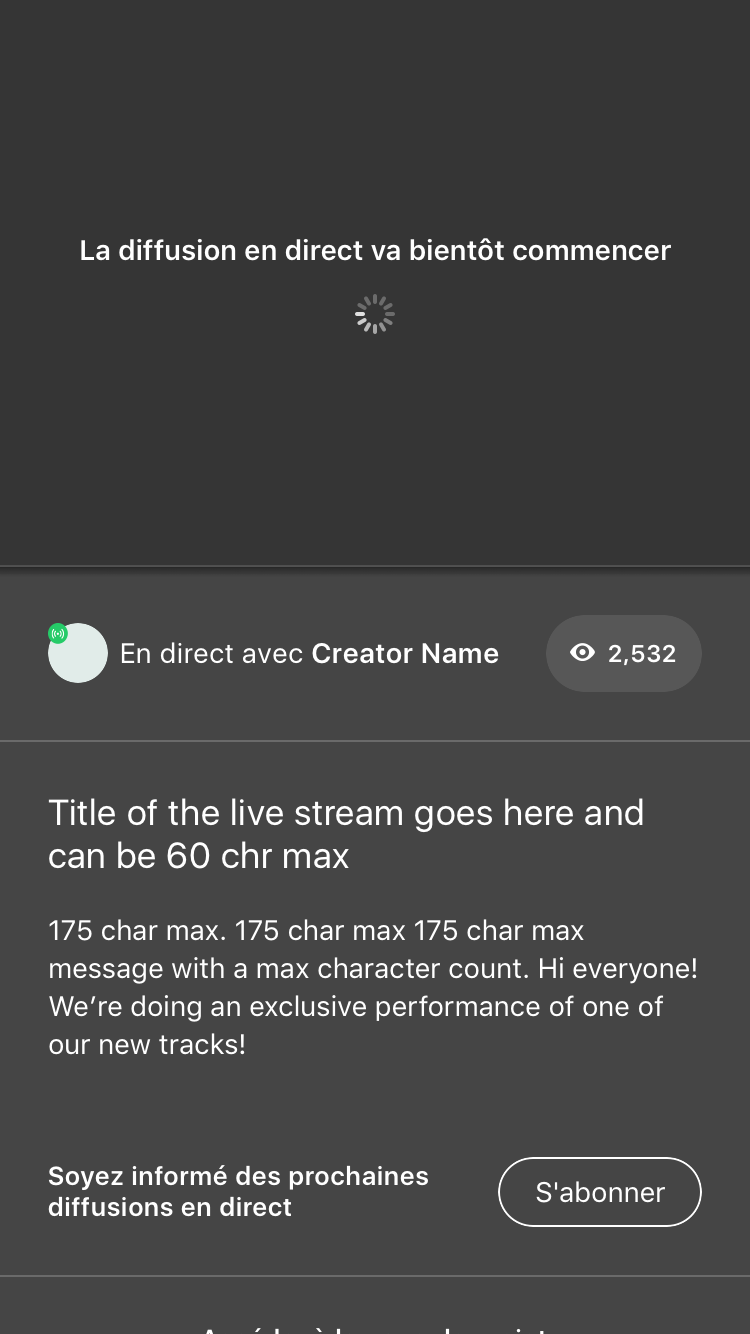 La diffusion en direct va bientôt commencer
En direct avec Creator Name
2,532
Title of the live stream goes here and
can be 60 chr max
175 char max. 175 char max 175 char max
message with a max character count. Hi everyone!
We’re doing an exclusive performance of one of
our new tracks!
Soyez informé des prochaines
diffusions en direct
S'abonner